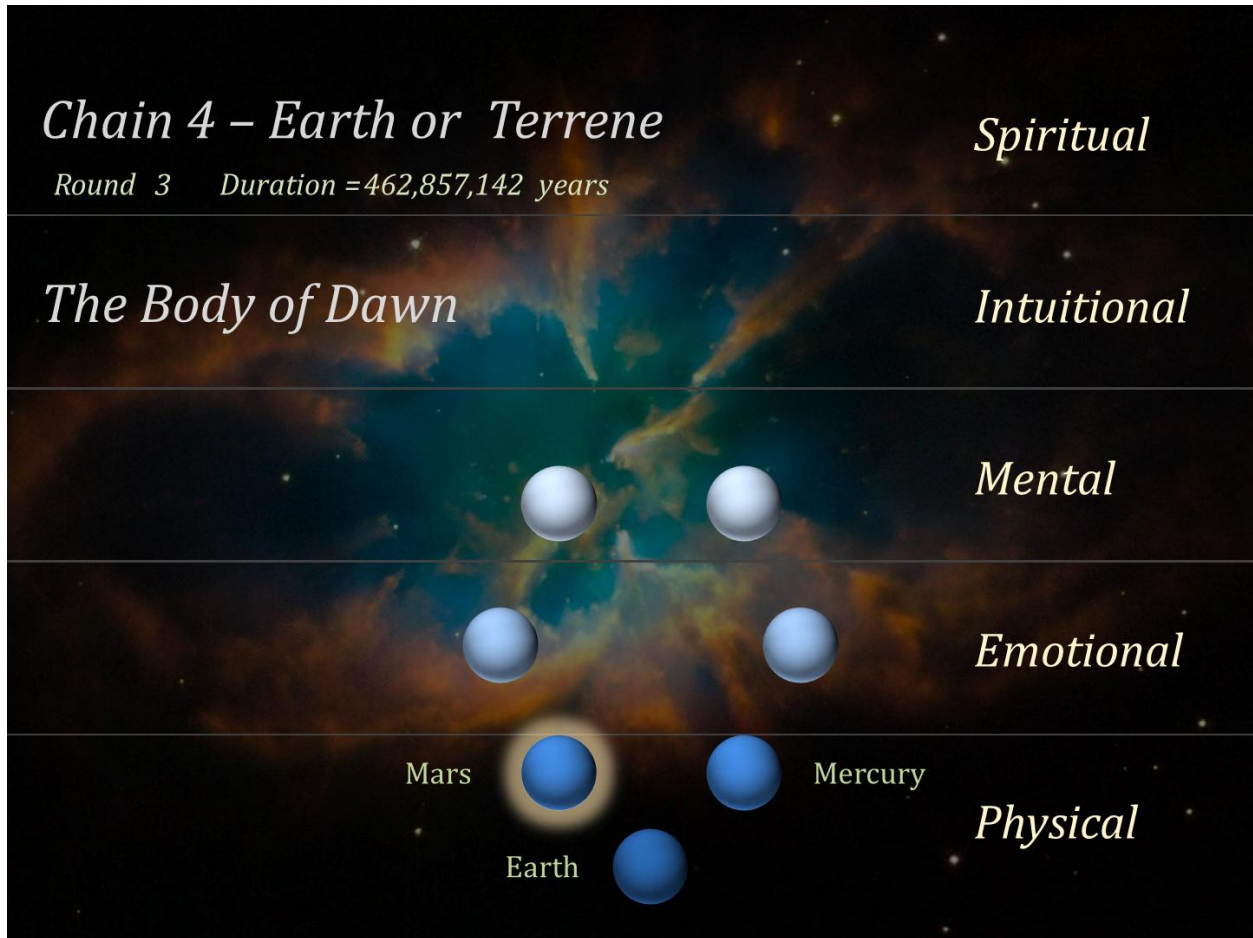 Chain 4 – Earth or Terrene
Spiritual
Round 3 Duration =462,857,142 years
The Body of Dawn
Intuitional
Mental
Emotional
Mars
Mercury
Physical
Earth